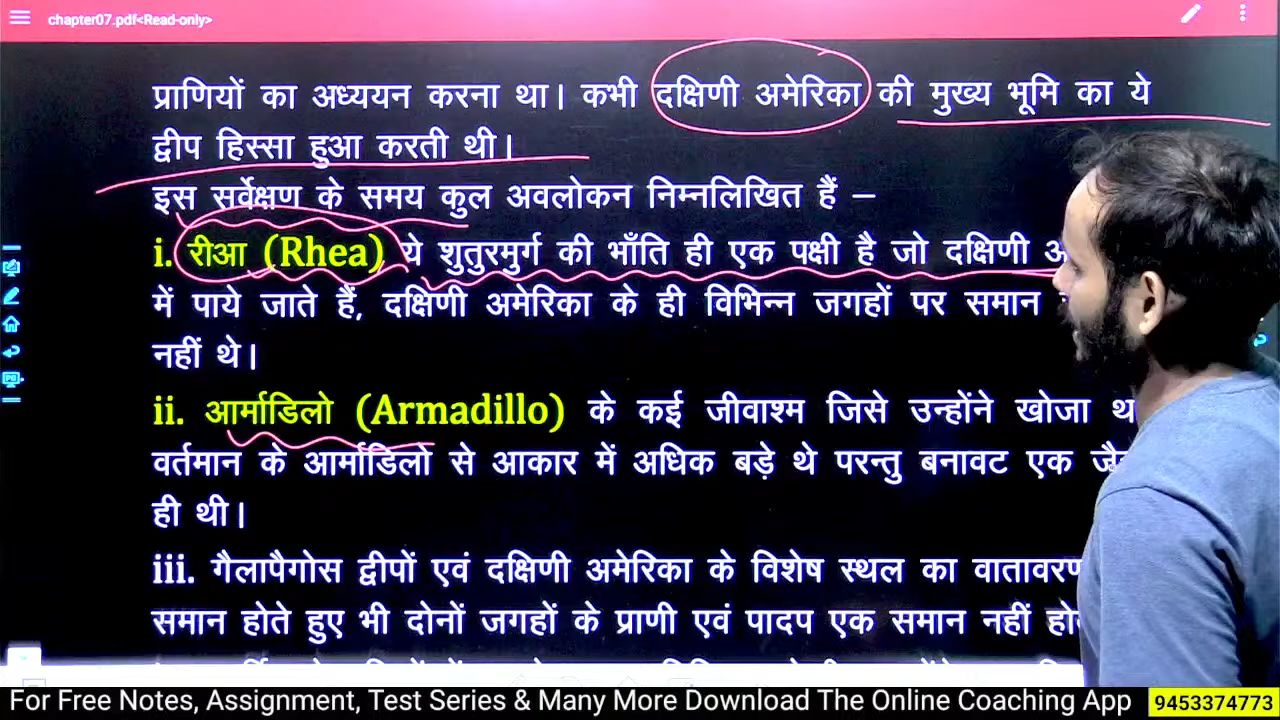 chapter07.pdf<Read-only>
प्राणियों का अध्ययन करना था। कभी दक्षिणी अमेरिका की मुख्य भूमि का ये
द्वीप हिस्सा हुआ करती थी।
इस सर्वेक्षण के समय कुल अवलोकन निम्नलिखित हैं –
i. रीआ (Rhea) ये शुतुरमुर्ग की भाँति ही एक पक्षी है जो दक्षिणी
में पाये जाते हैं, दक्षिणी अमेरिका के ही विभिन्न जगहों पर समान
नहीं थे।
ii. आर्माडिलो (Armadillo) के कई जीवाश्म जिसे उन्होंने खोजा
वर्तमान के आर्माडिलो से आकार में अधिक बड़े थे परन्तु बनावट एक
ही थी।
iii. गैलापैगोस द्वीपों एवं दक्षिणी अमेरिका के विशेष स्थल का वातावरण
समान होते हुए भी दोनों जगहों के प्राणी एवं पादप एक समान नहीं
For Free Notes, Assignment, Test Series & Many More Download The Online Coaching App 9453374773